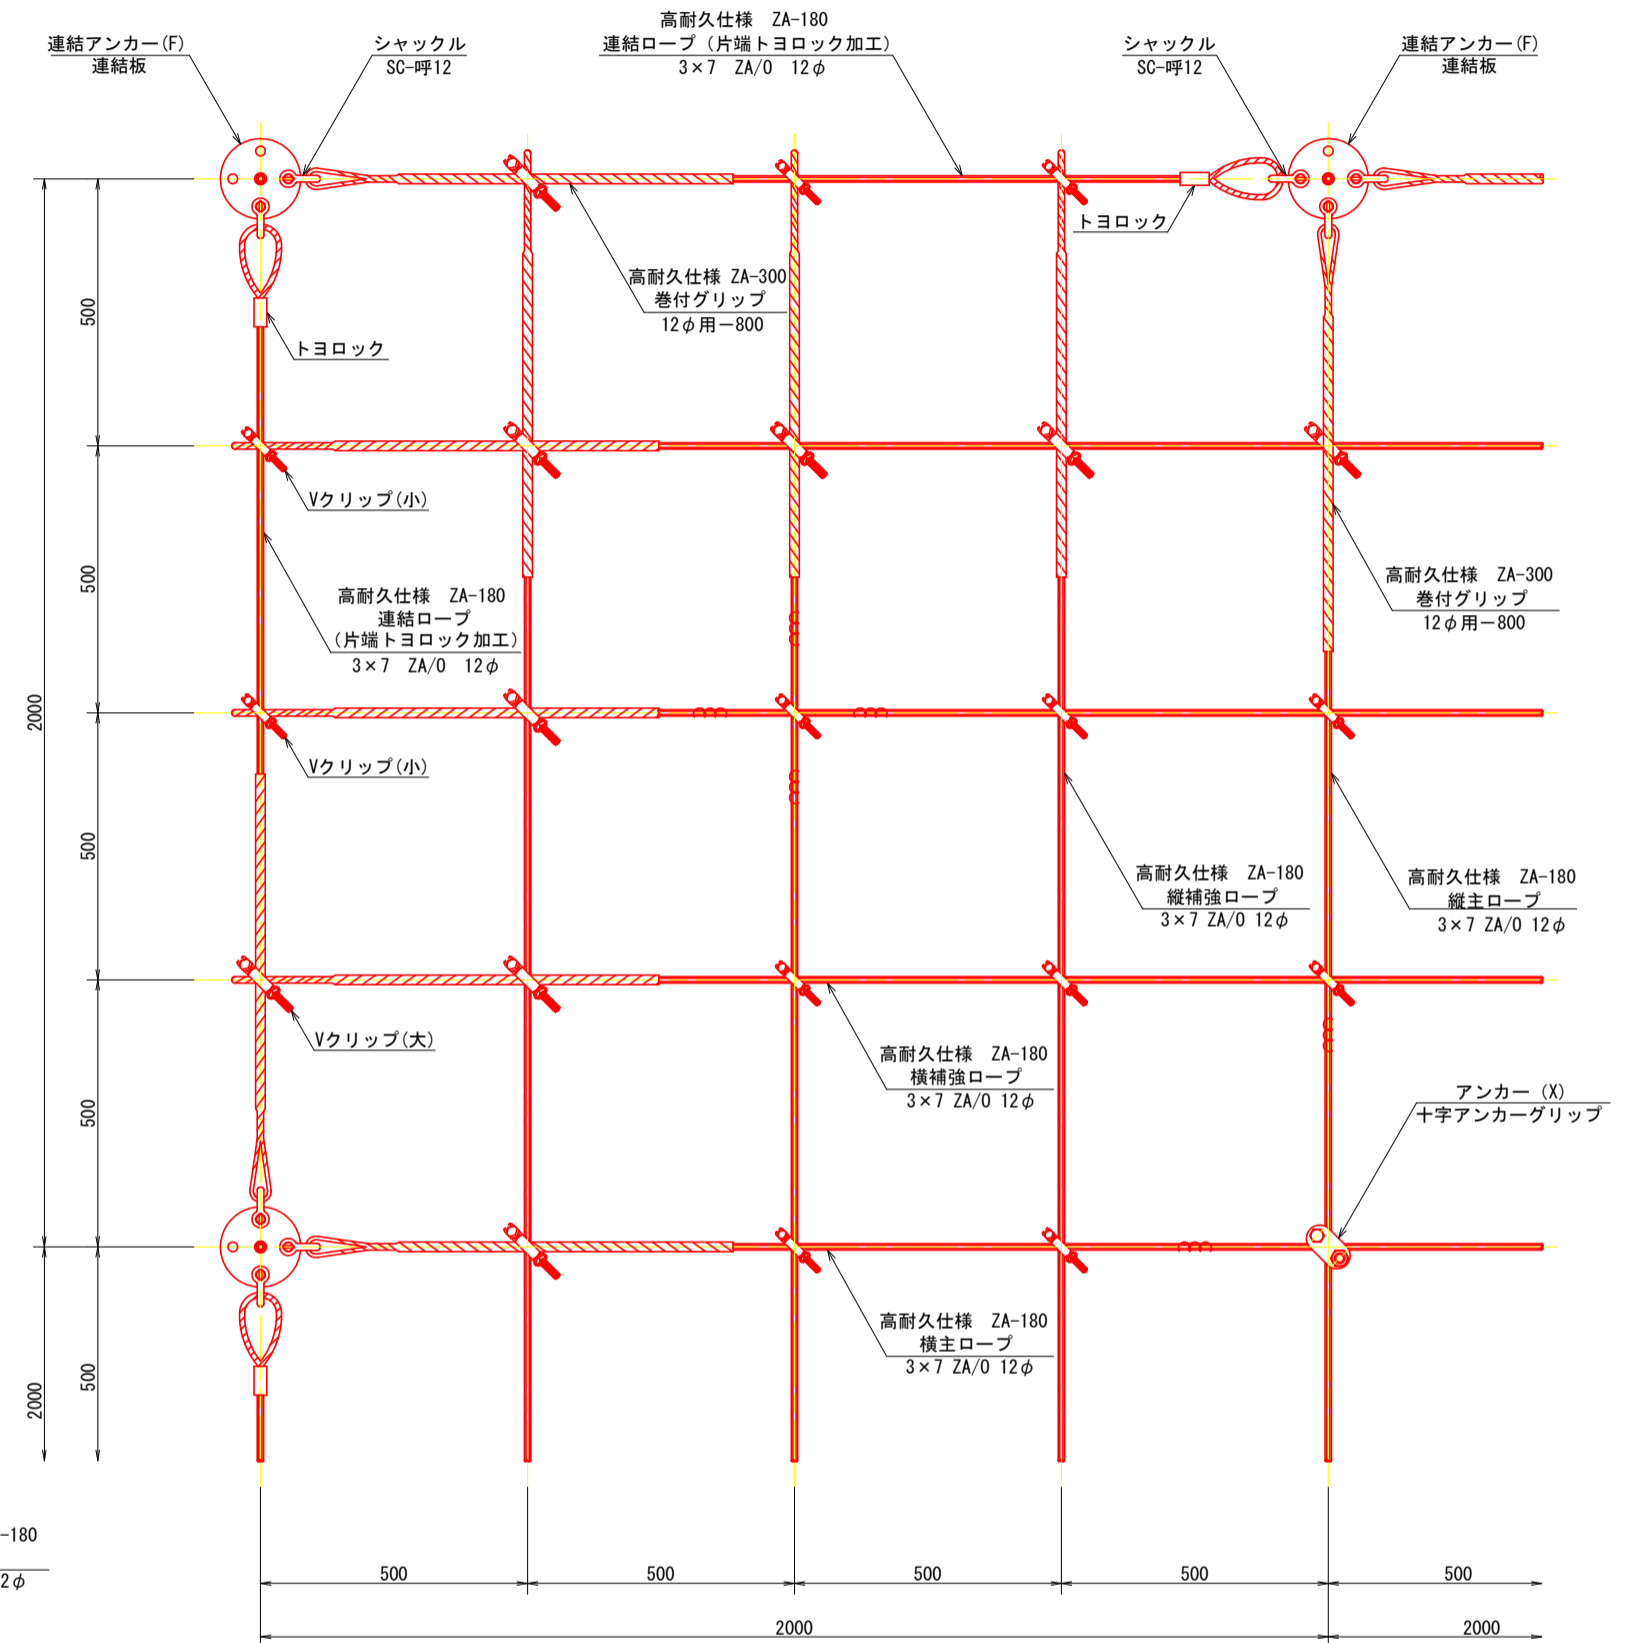 高耐久仕様　ZA-180
連結ロープ（片端トヨロック加工）
3×7　ZA/0　12φ
連結アンカー(F)
連結板
シャックル
SC-呼12
シャックル
SC-呼12
連結アンカー(F)
連結板
トヨロック
高耐久仕様 ZA-300
巻付グリップ
12φ用－800
トヨロック
500
Vクリップ(小)
高耐久仕様　ZA-180
連結ロープ
(片端トヨロック加工)
3×7　ZA/0　12φ
500
高耐久仕様　ZA-300
巻付グリップ
12φ用－800
2000
Vクリップ(小)
500
高耐久仕様　ZA-180
縦補強ロープ
3×7 ZA/0 12φ
高耐久仕様　ZA-180
縦主ロープ
3×7 ZA/0 12φ
Vクリップ(大)
高耐久仕様　ZA-180
横補強ロープ
3×7 ZA/0 12φ
500
アンカー（X）
十字アンカーグリップ
高耐久仕様　ZA-180
横主ロープ
3×7 ZA/0 12φ
500
2000
-180
2φ
500
500
500
500
500
2000
2000